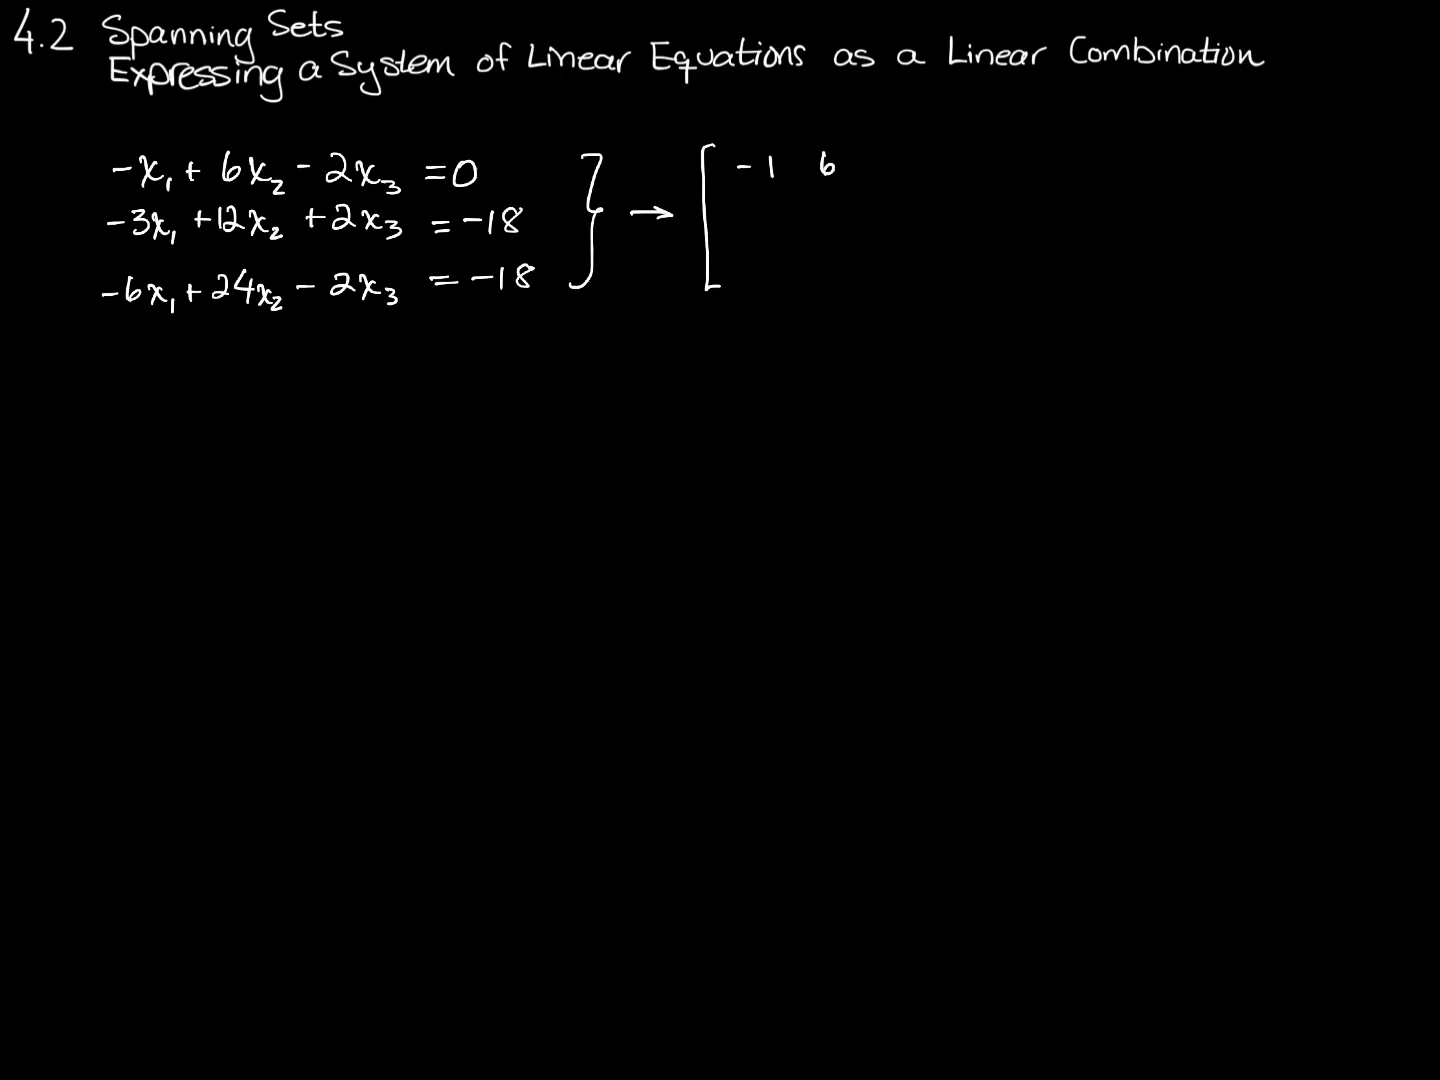 4.2 Spanning Sets
Expressing a System of Linear Equations as a Linear Combination
-x₁ + 6x₂ - 2x₃ = 0
-3x₁ + 12x₂ + 2x₃ = -18
-6x₁ + 24x₂ - 2x₃ = -18
} → [ -1 6